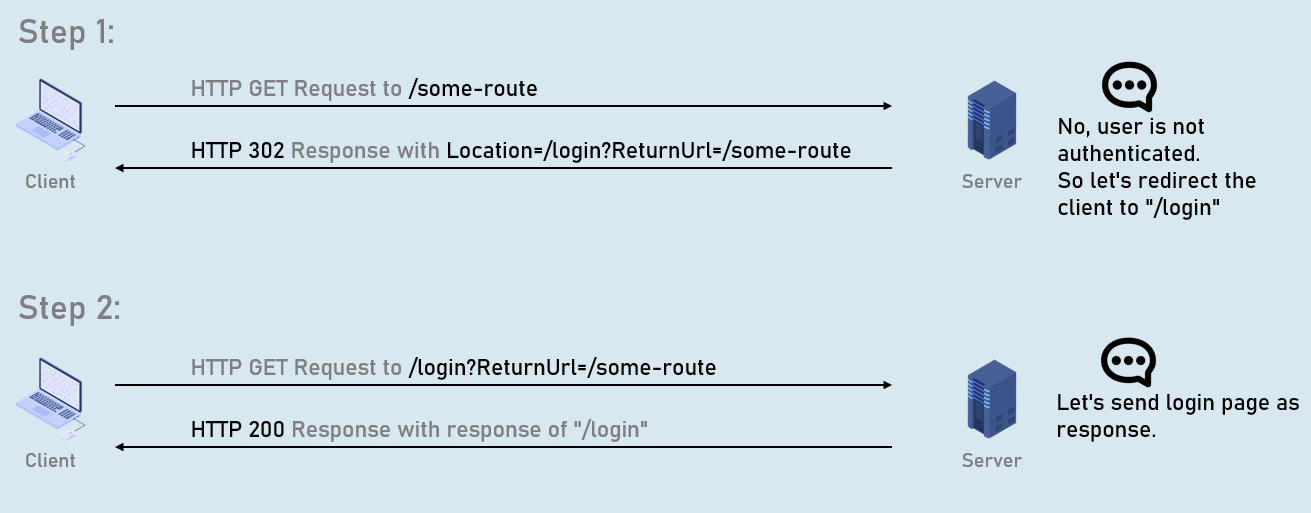 Step 1:
HTTP GET Request to /some-route
HTTP 302 Response with Location=/login?ReturnUrl=/some-route
Client
Server
No, user is not
authenticated.
So let's redirect the
client to "/login"
Step 2:
HTTP GET Request to /login?ReturnUrl=/some-route
HTTP 200 Response with response of "/login"
Client
Server
Let's send login page as
response.